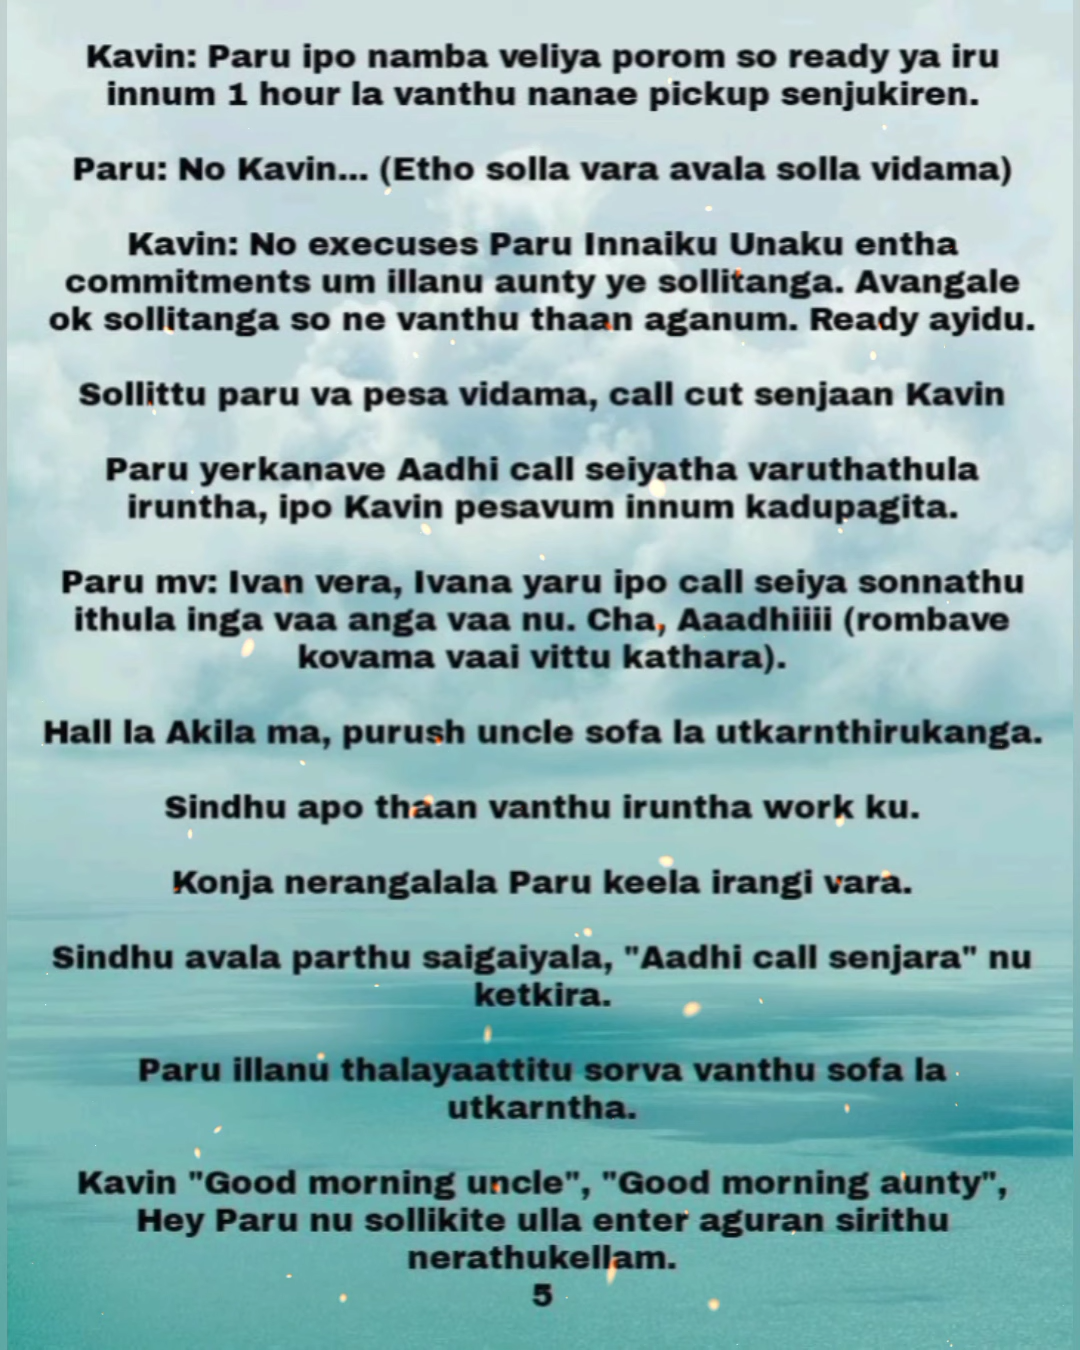 Kavin: Paru ipo namba veliya porom so ready ya iru
innum 1 hour la vanthu nanae pickup senjukiren.
Paru: No Kavin... (Etho solla vara avala solla vidama)
Kavin: No execuses Paru Innaiku Unaku entha
commitments um illanu aunty ye sollitanga. Avangale
ok sollitanga so ne vanthu thaan aganum. Ready ayidu.
Sollittu paru va pesa vidama, call cut senjaan Kavin
Paru yerkanave Aadhi call seiyatha varuthathula
iruntha, ipo Kavin pesavum innum kadupagita.
Paru mv: Ivan vera, Ivana yaru ipo call seiya sonnathu
ithula inga vaa anga vaa nu. Cha, Aaadhiiii (rombave
kovama vaai vittu kathara).
Hall la Akila ma, purush uncle sofa la utkarnthirukanga.
Sindhu apo thaan vanthu iruntha work ku.
Konja nerangalala Paru keela irangi vara.
Sindhu avala parthu saigaiyala, "Aadhi call senjara" nu
ketkira.
Paru illanu thalayaattitu sorva vanthu sofa la
utkarntha.
Kavin "Good morning uncle", "Good morning aunty",
Hey Paru nu sollikite ulla enter aguran sirithu
nerathukellam.
5